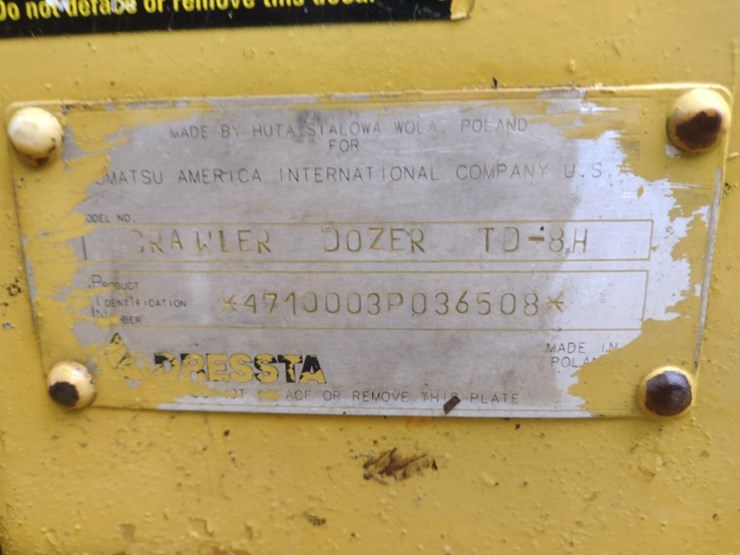 Do not deface or remove this decal
MADE BY HUTA STALOWA WOLA, POLAND
FOR
OMATSU AMERICA INTERNATIONAL COMPANY U.S.A
ODEL NO.
CRAWLER DOZER TD-8H
PRODUCT
IDENTIFICATION
NUMBER
*4710003P036508*
DRESSTA
MADE IN
POLAN
NOT DEFACE OR REMOVE THIS PLATE